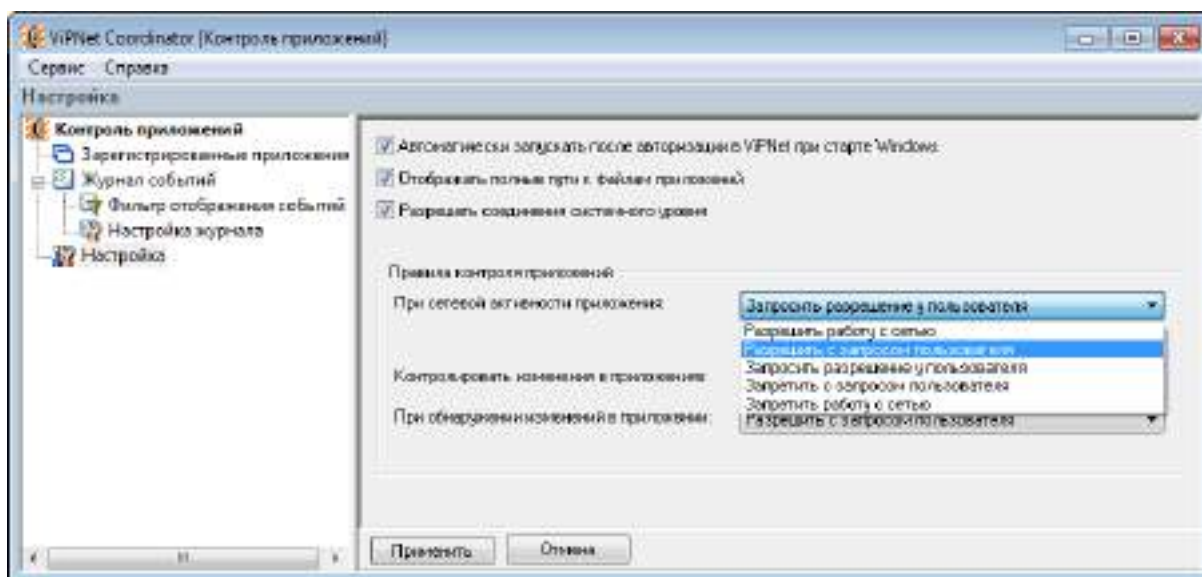 ViPNet Coordinator [Контроль приложений]
Сервис Справка
Настройка
Контроль приложений
Зарегистрированные приложения
Журнал событий
Фильтр отображения событий
Настройка журнала
Настройка
Автоматически запускать после авторизации в ViPNet при старте Windows
Отображать полные пути к файлам приложений
Разрешать соединения системного уровня
Правила контроля приложений
При сетевой активности приложения:
Запросить разрешение у пользователя
Разрешить работу с сетью
Разрешить с запросом пользователя
Запросить разрешение у пользователя
Запретить с запросом пользователя
Запретить работу с сетью
Контролировать изменения в приложениях
При обнаружении изменений в приложении:
Разрешить с запросом пользователя
Применить
Отмена